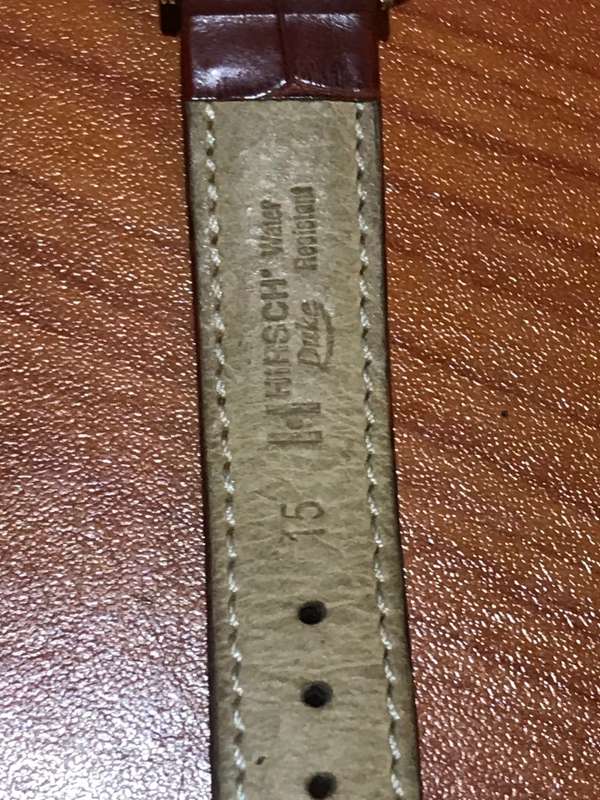 HIRSCH® Water
Duke Resistant
15